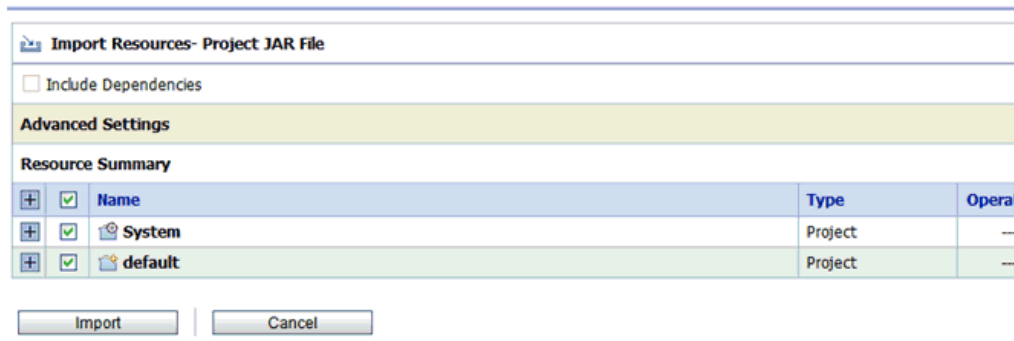 Import Resources- Project JAR File
Include Dependencies
Advanced Settings
Resource Summary
Name Type Opera
System Project --
default Project --
Import Cancel